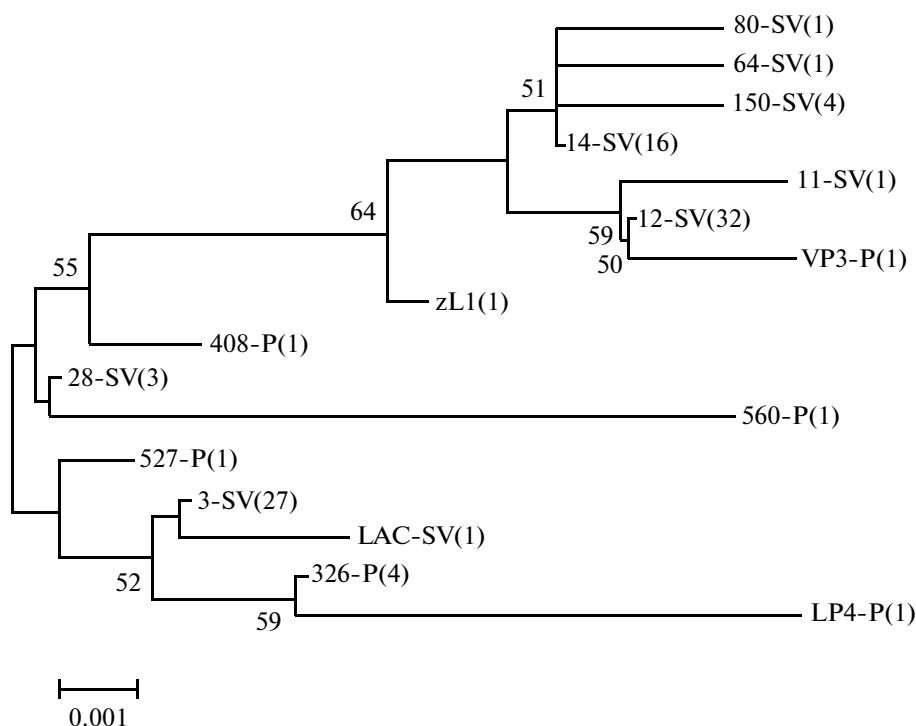 80-SV(1)
64-SV(1)
51
150-SV(4)
14-SV(16)
11-SV(1)
64
12-SV(32)
59
VP3-P(1)
50
55
zL1(1)
408-P(1)
28-SV(3)
560-P(1)
527-P(1)
3-SV(27)
LAC-SV(1)
326-P(4)
52
LP4-P(1)
59
0.001